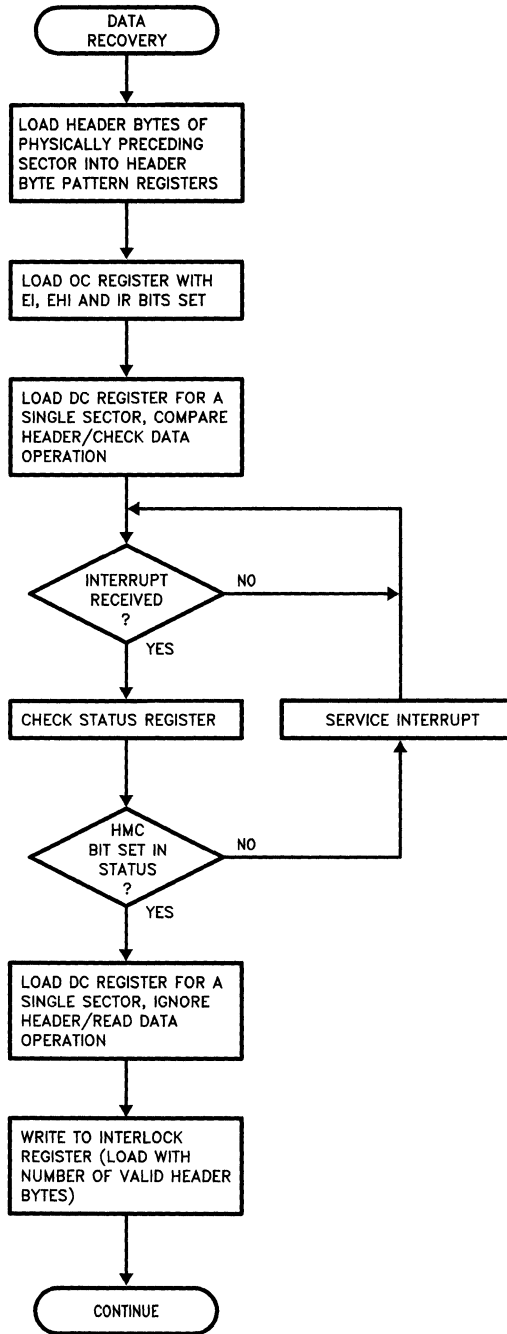 DATA
RECOVERY
LOAD HEADER BYTES OF
PHYSICALLY PRECEDING
SECTOR INTO HEADER
BYTE PATTERN REGISTERS
LOAD OC REGISTER WITH
EI, EHI AND IR BITS SET
LOAD DC REGISTER FOR A
SINGLE SECTOR, COMPARE
HEADER/CHECK DATA
OPERATION
INTERRUPT
RECEIVED
?
NO
YES
CHECK STATUS REGISTER
SERVICE INTERRUPT
HMC
BIT SET IN
STATUS
?
NO
YES
LOAD DC REGISTER FOR A
SINGLE SECTOR, IGNORE
HEADER/READ DATA
OPERATION
WRITE TO INTERLOCK
REGISTER (LOAD WITH
NUMBER OF VALID HEADER
BYTES)
CONTINUE